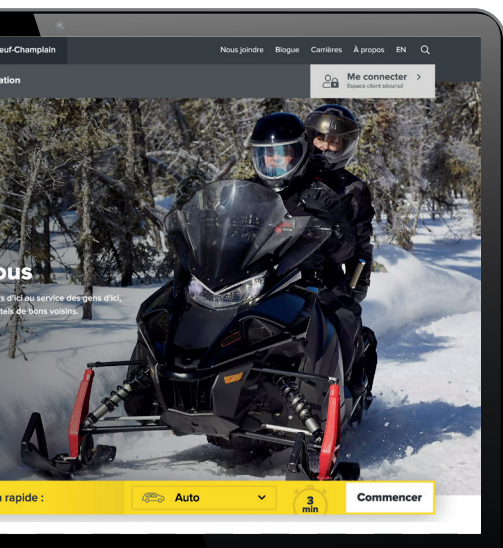 euf-Champlain
Nous joindre Blogue Carrières À propos EN
ation
Me connecter
Espace client sécurisé
ous
s d'ici au service des gens d'ici,
tels de bons voisins.
n rapide :
Auto
3
min
Commencer